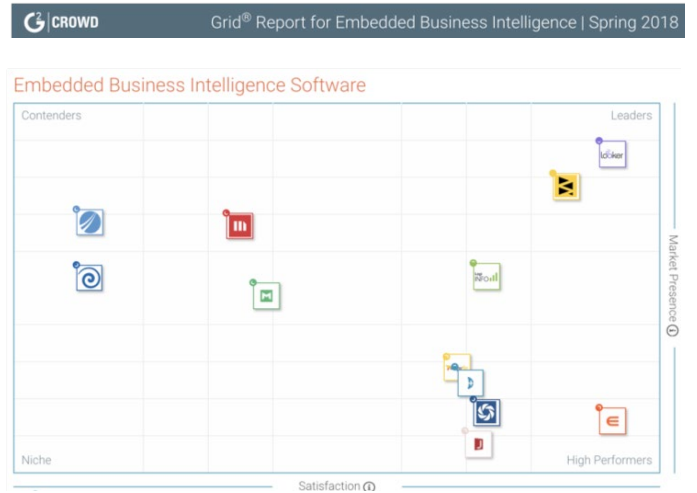 G2 | CROWD
Grid® Report for Embedded Business Intelligence | Spring 2018
Embedded Business Intelligence Software
Contenders
Leaders
looker
Market Presence
INFO
Niche
High Performers
Satisfaction